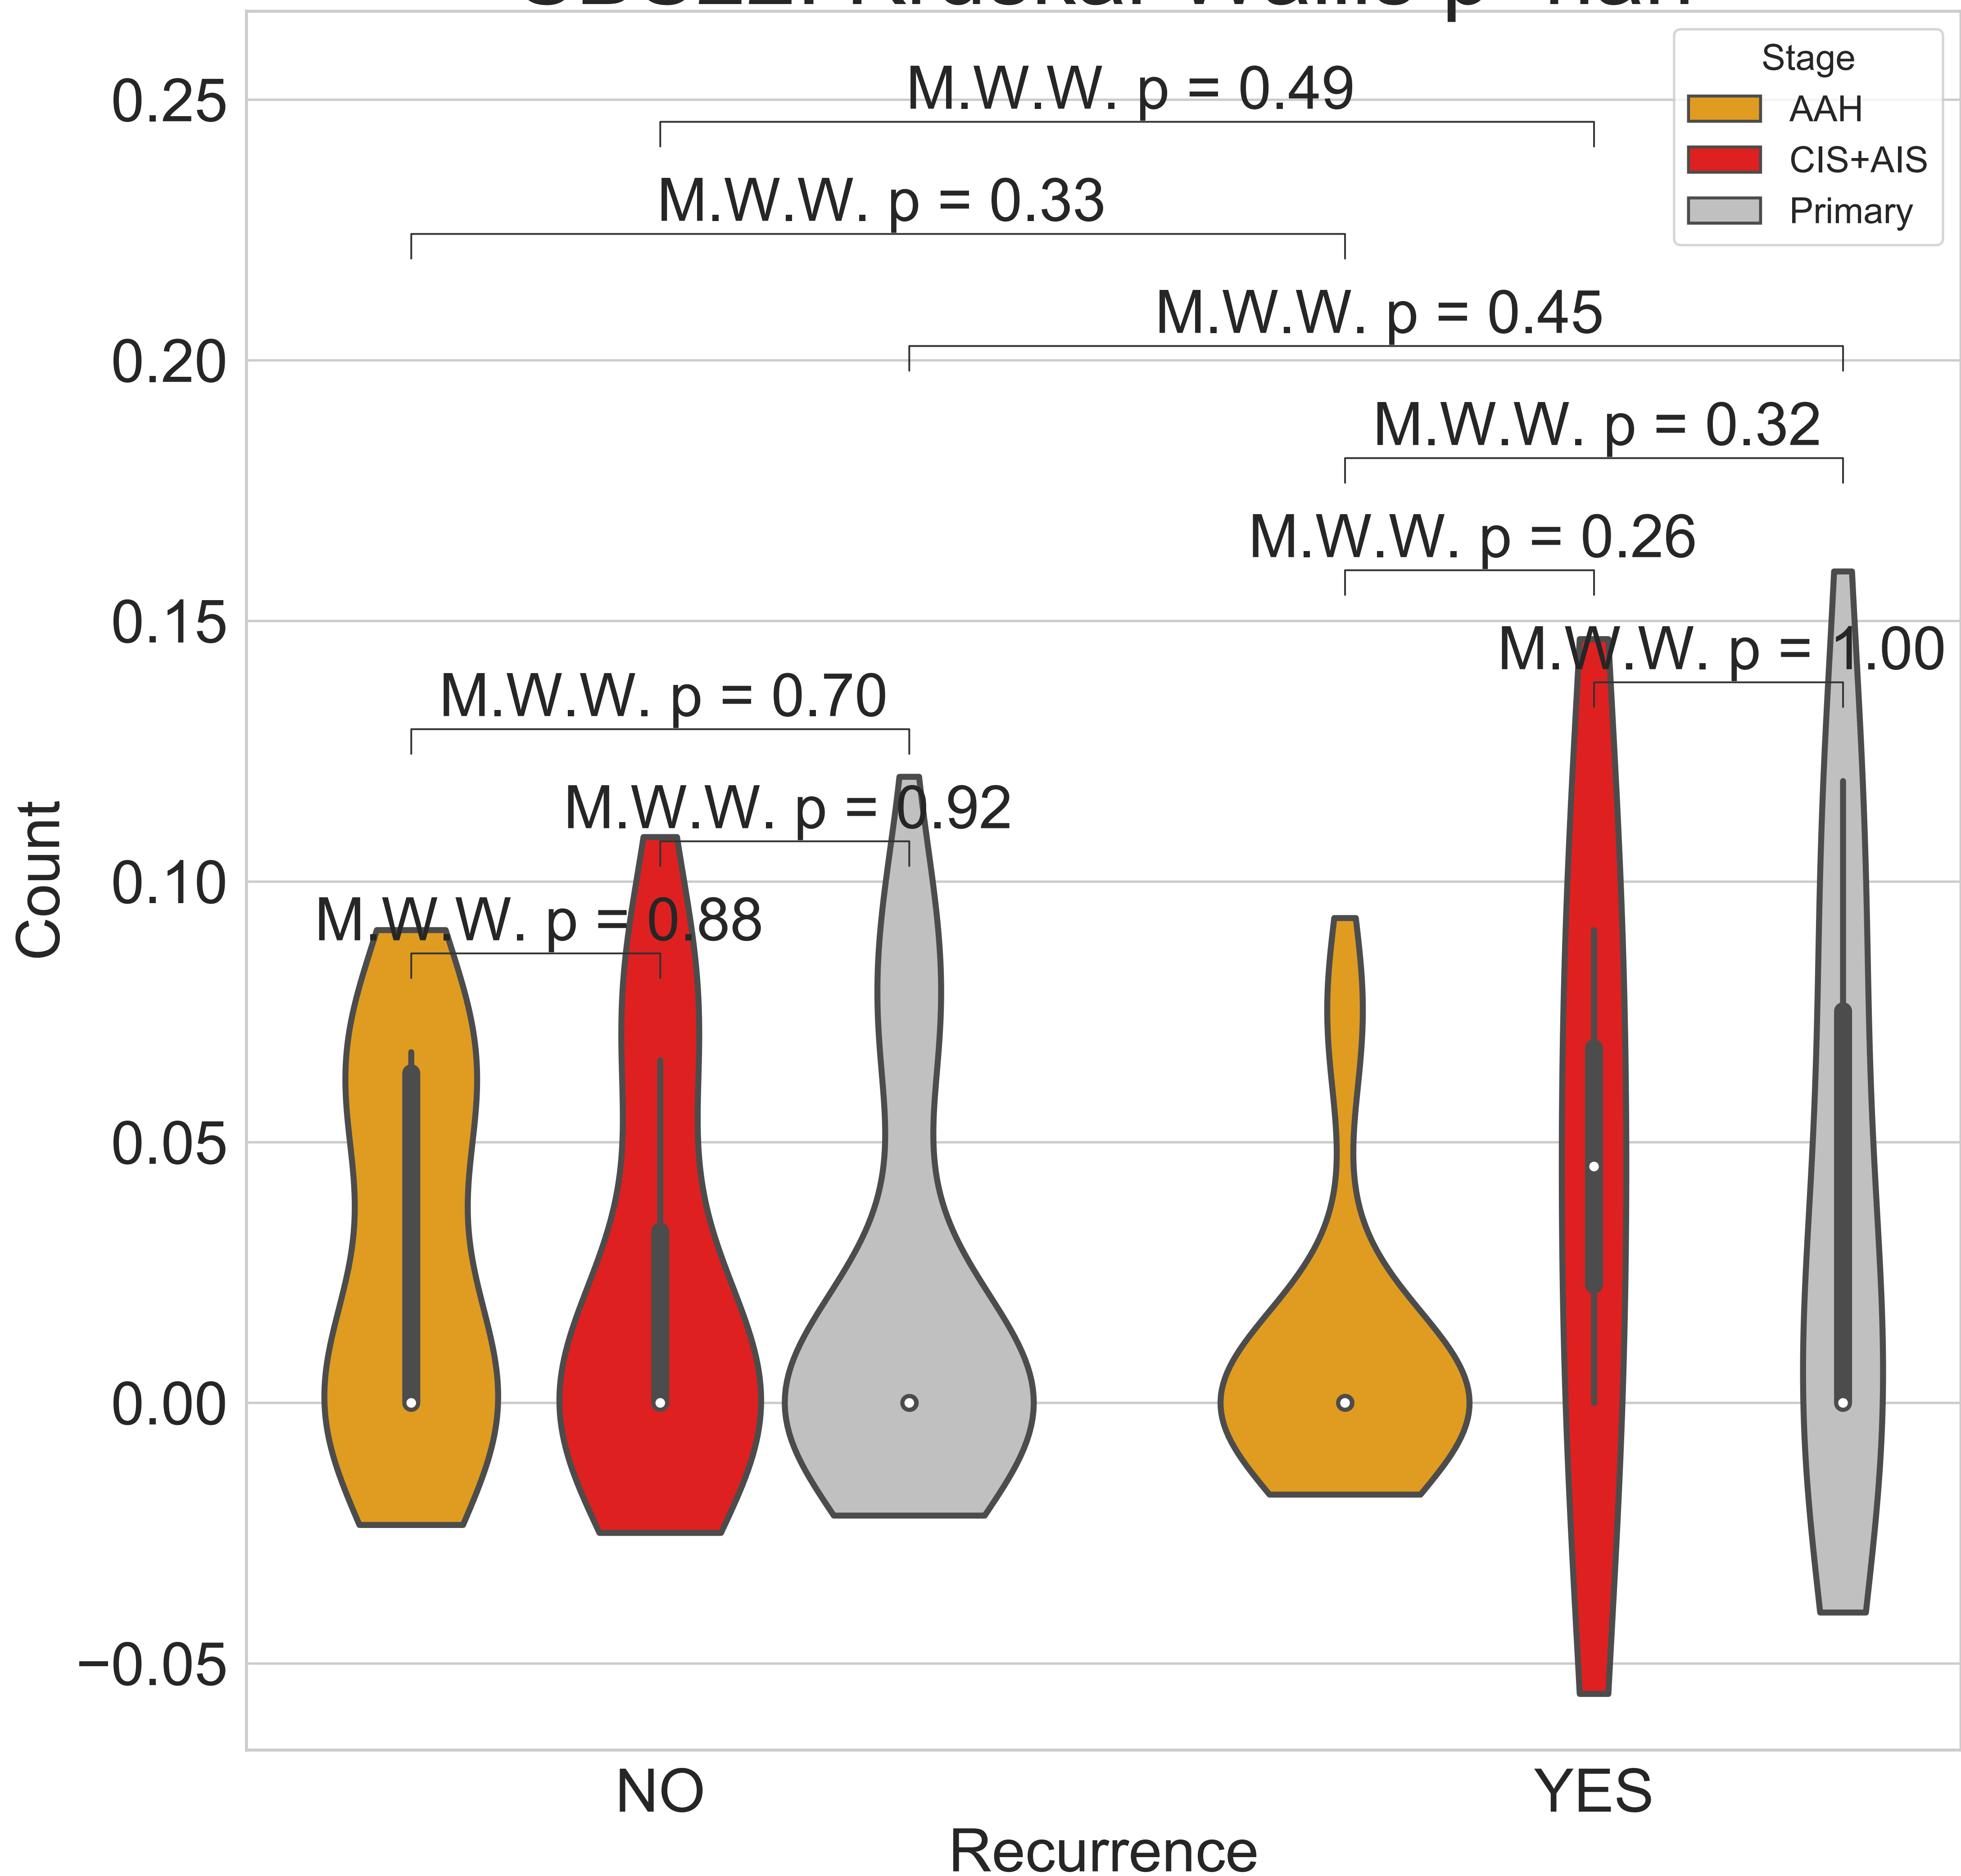 Stage
AAH
CIS+AIS
Primary
0.25
0.20
0.15
0.10
0.05
0.00
−0.05
Count
M.W.W. p = 0.49
M.W.W. p = 0.33
M.W.W. p = 0.45
M.W.W. p = 0.32
M.W.W. p = 0.26
M.W.W. p = 1.00
M.W.W. p = 0.70
M.W.W. p = 0.92
M.W.W. p = 0.88
NO
YES
Recurrence